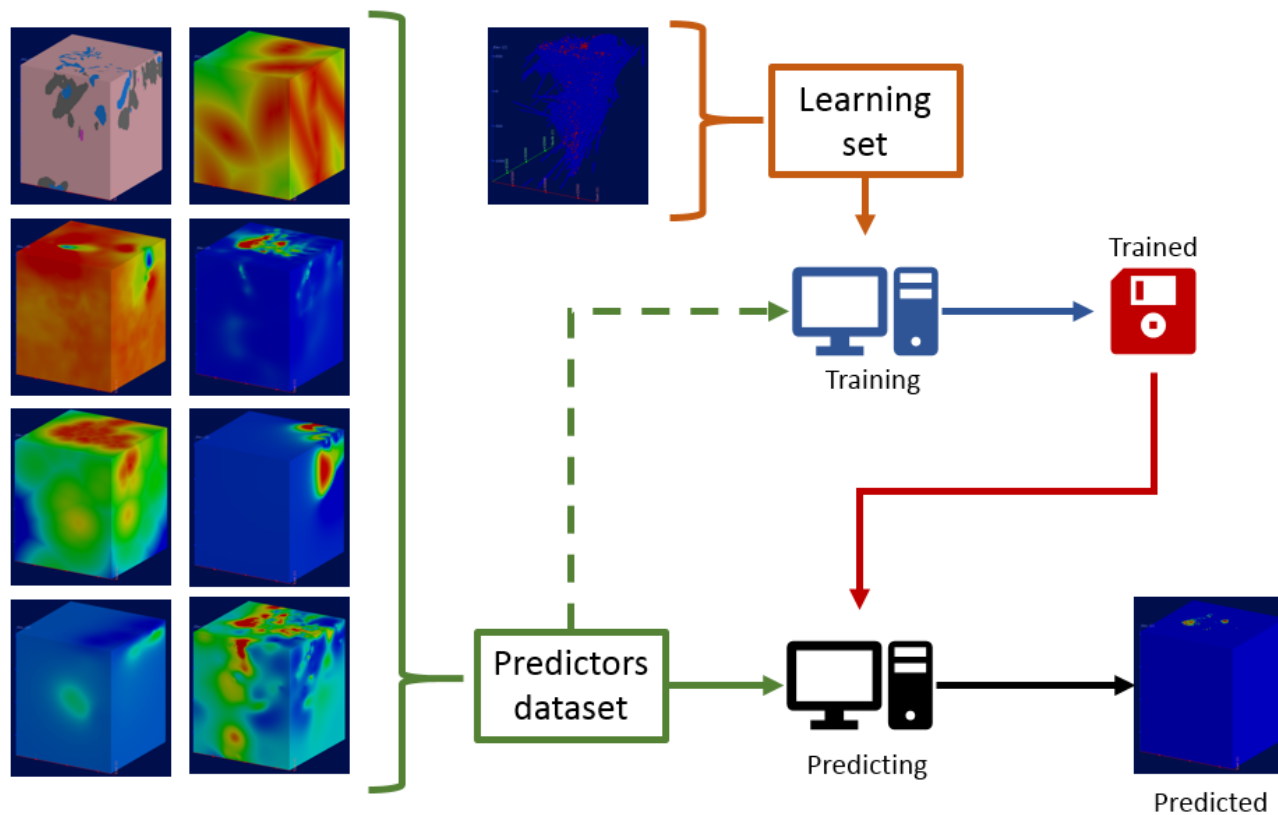 Learning
set
Trained
Training
Predictors
dataset
Predicting
Predicted